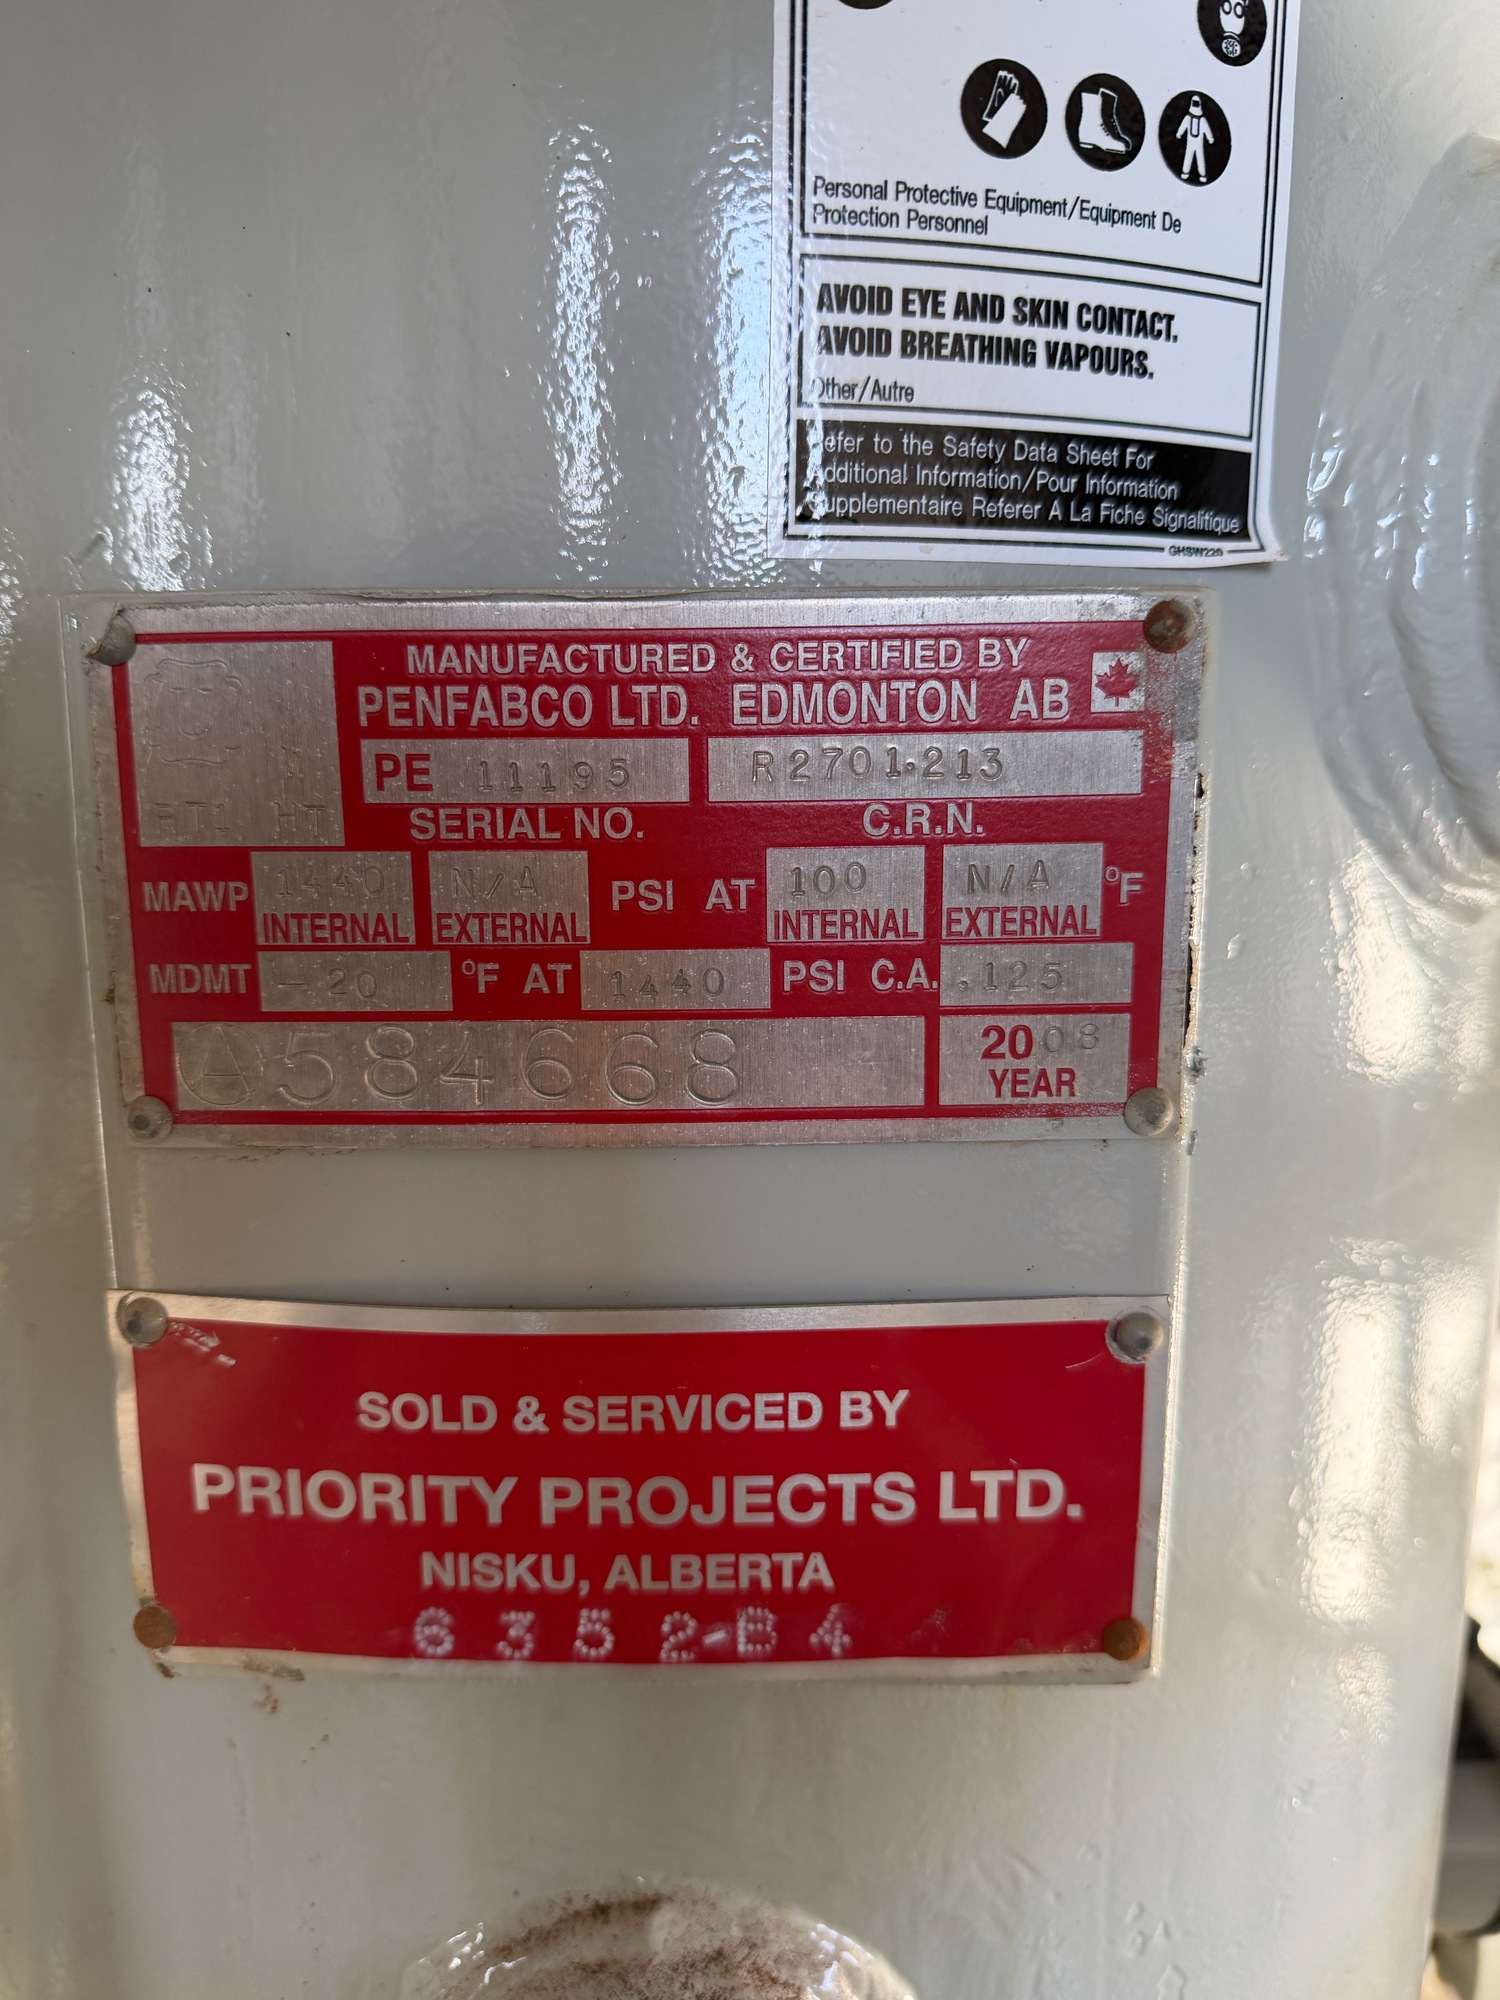 Personal Protective Equipment/Equipment De
Protection Personnel
AVOID EYE AND SKIN CONTACT.
AVOID BREATHING VAPOURS.
Other/Autre
Refer to the Safety Data Sheet For
Additional Information/Pour Information
Supplementaire Referer A La Fiche Signalitique
GHSW220
MANUFACTURED & CERTIFIED BY
PENFABCO LTD. EDMONTON AB
W
RT1 HT
PE 11195 R2701.213
SERIAL NO. C.R.N.
MAWP 1440 N/A PSI AT 100 N/A °F
INTERNAL EXTERNAL INTERNAL EXTERNAL
MDMT -20 °F AT 1440 PSI C.A. .125
A 584668 2008
YEAR
SOLD & SERVICED BY
PRIORITY PROJECTS LTD.
NISKU, ALBERTA
6352-B4